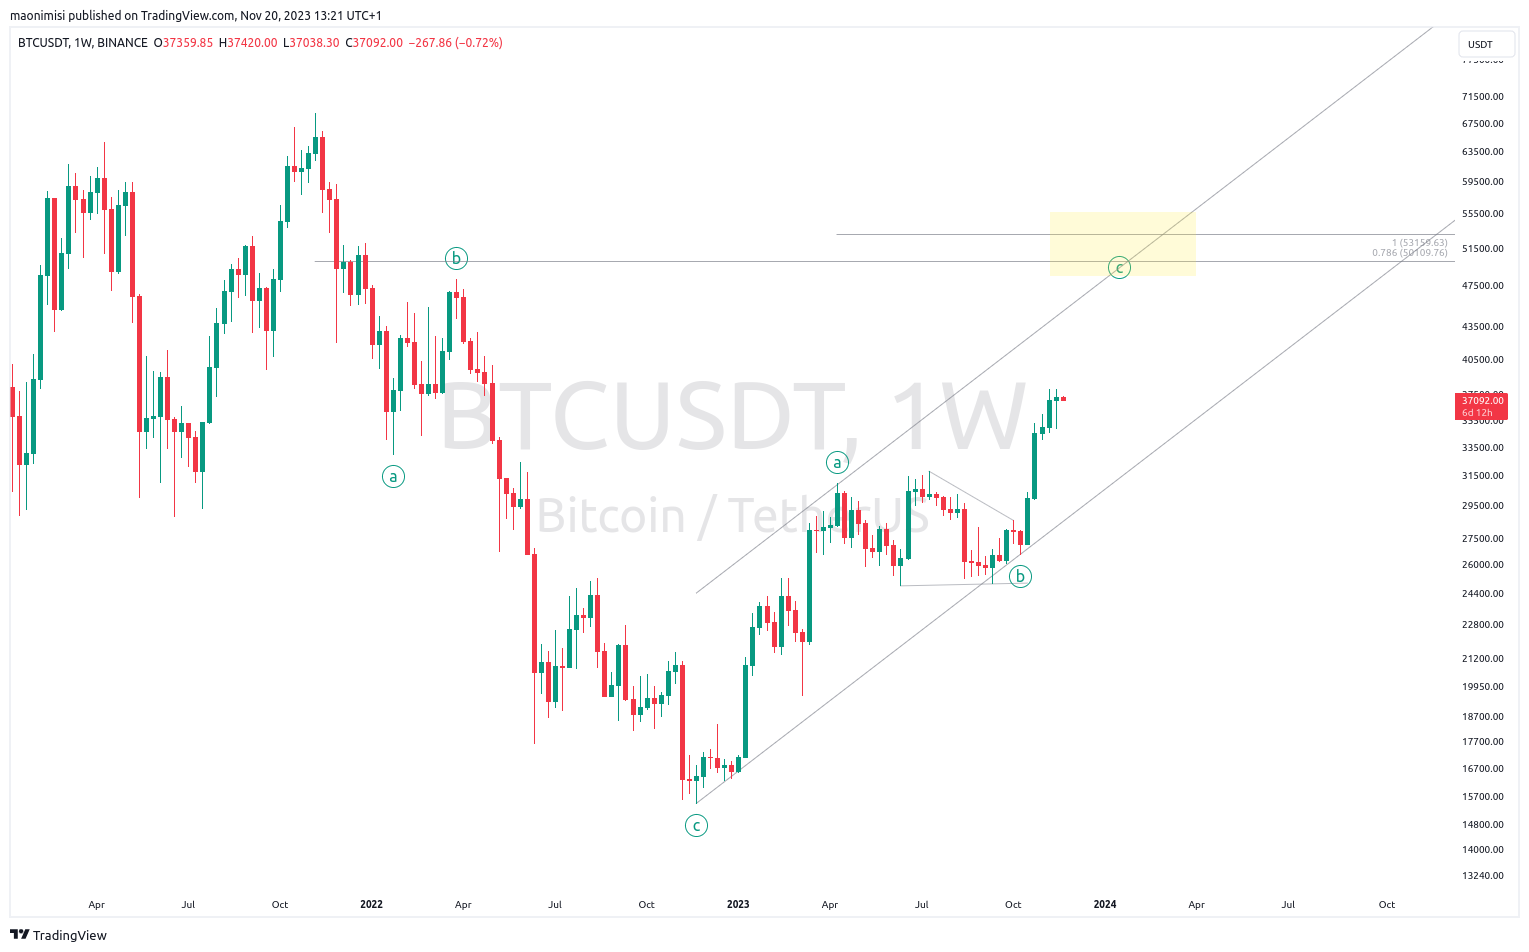 maonimisi published on TradingView.com, Nov 20, 2023 13:21 UTC+1
BTCUSDT, 1W, BINANCE O37359.85 H37420.00 L37038.30 C37092.00 −267.86 (−0.72%)
USDT
71500.00
67500.00
63500.00
59500.00
55500.00
1 (53159.63)
51500.00
0.786 (50109.76)
b
c
47500.00
43500.00
40500.00
37092.00
6d 12h
BTCUSDT, 1W
33500.00
a
a
31500.00
Bitcoin / TetherUS
29500.00
27500.00
26000.00
b
24400.00
22800.00
21200.00
19950.00
18700.00
17700.00
16700.00
15700.00
c
14800.00
14000.00
13240.00
Apr Jul Oct 2022 Apr Jul Oct 2023 Apr Jul Oct 2024 Apr Jul Oct
TradingView